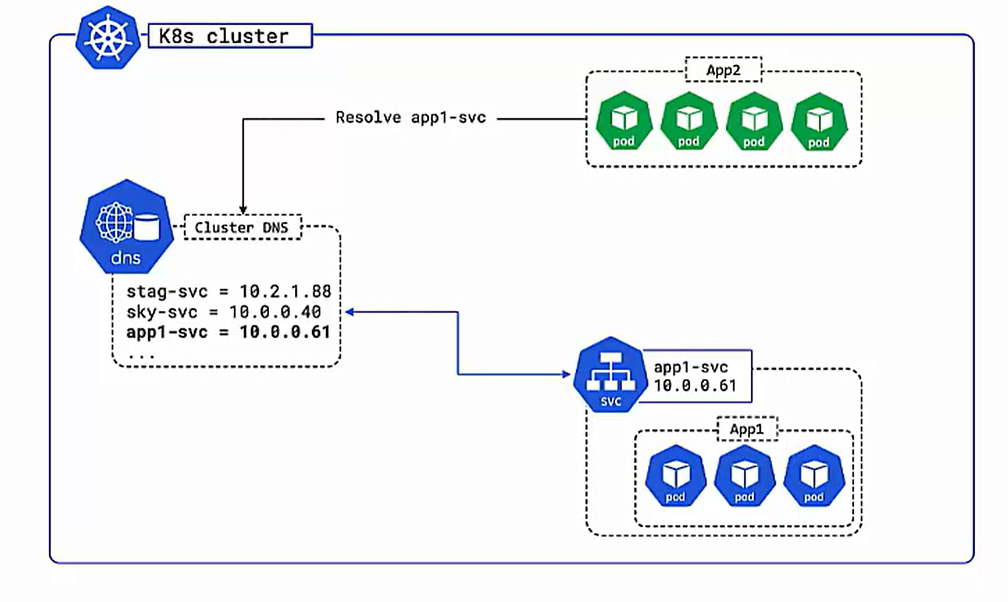 K8s cluster
App2
pod pod pod pod
Resolve app1-svc
dns
Cluster DNS
stag-svc = 10.2.1.88
sky-svc = 10.0.0.40
app1-svc = 10.0.0.61
...
svc
app1-svc
10.0.0.61
App1
pod pod pod